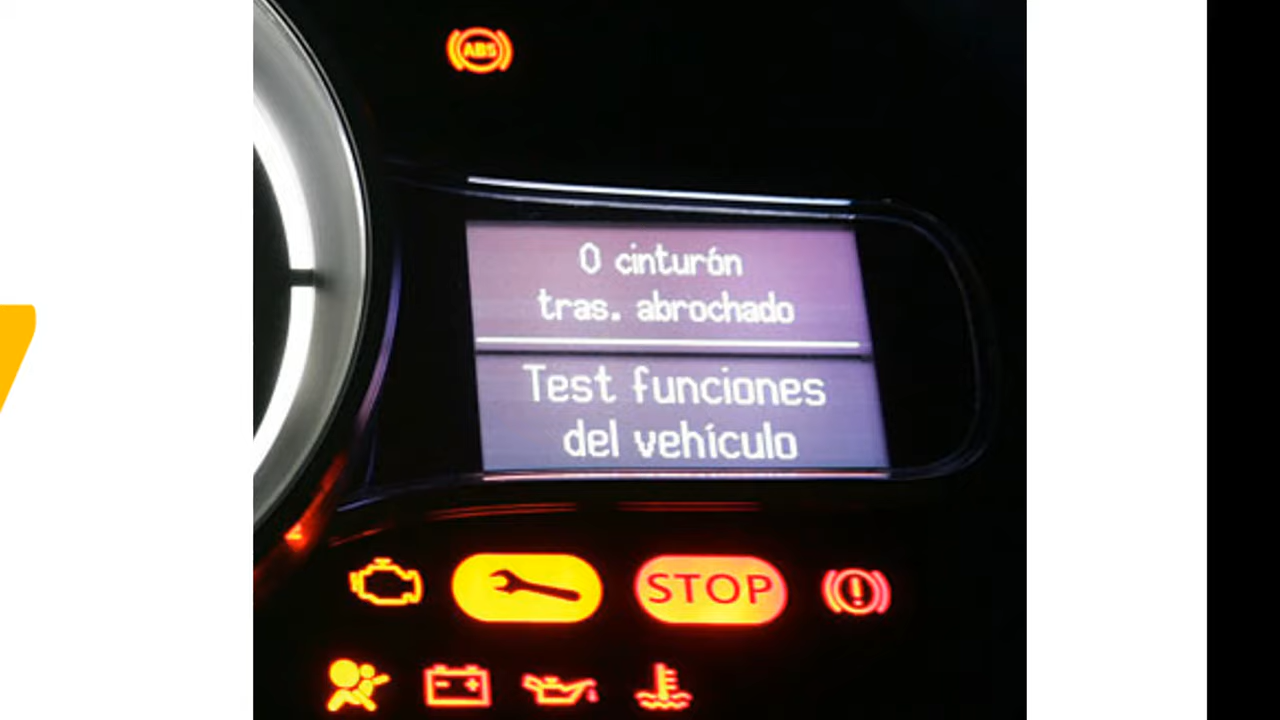 ABS
0 cinturón
tras. abrochado
Test funciones
del vehículo
STOP